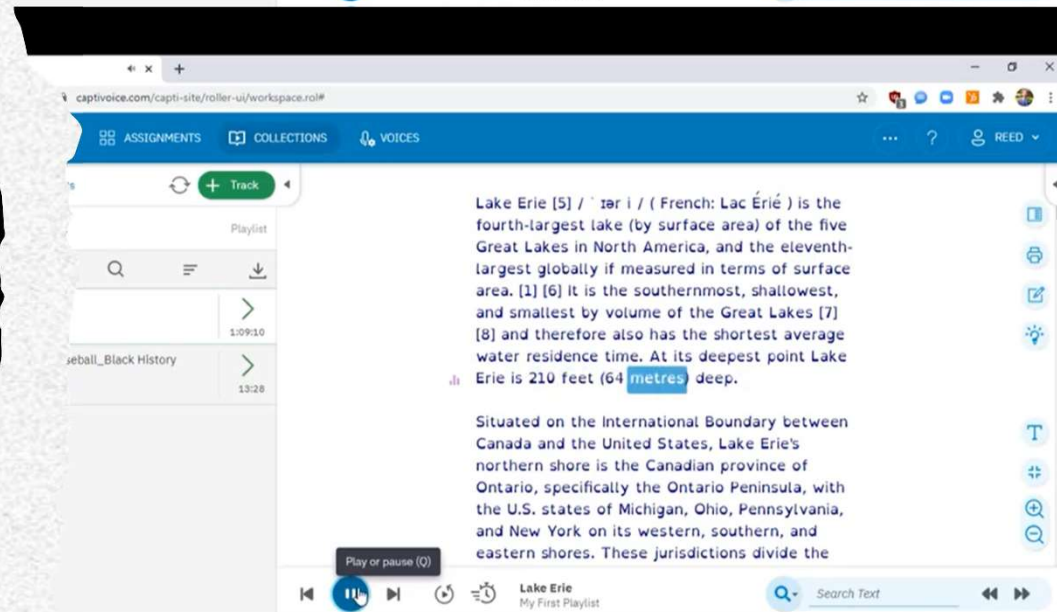 captivoice.com/capti-site/roller-ui/workspace.rol#
ASSIGNMENTS COLLECTIONS VOICES ... ? REED
+ Track
Playlist
1:09:10
seball_Black History
13:28
Lake Erie [5] / ˈ ɪər i / ( French: Lac Érié ) is the
fourth-largest lake (by surface area) of the five
Great Lakes in North America, and the eleventh-
largest globally if measured in terms of surface
area. [1] [6] It is the southernmost, shallowest,
and smallest by volume of the Great Lakes [7]
[8] and therefore also has the shortest average
water residence time. At its deepest point Lake
Erie is 210 feet (64 metres) deep.
Situated on the International Boundary between
Canada and the United States, Lake Erie's
northern shore is the Canadian province of
Ontario, specifically the Ontario Peninsula, with
the U.S. states of Michigan, Ohio, Pennsylvania,
and New York on its western, southern, and
eastern shores. These jurisdictions divide the
Play or pause (Q)
Lake Erie
My First Playlist
Search Text